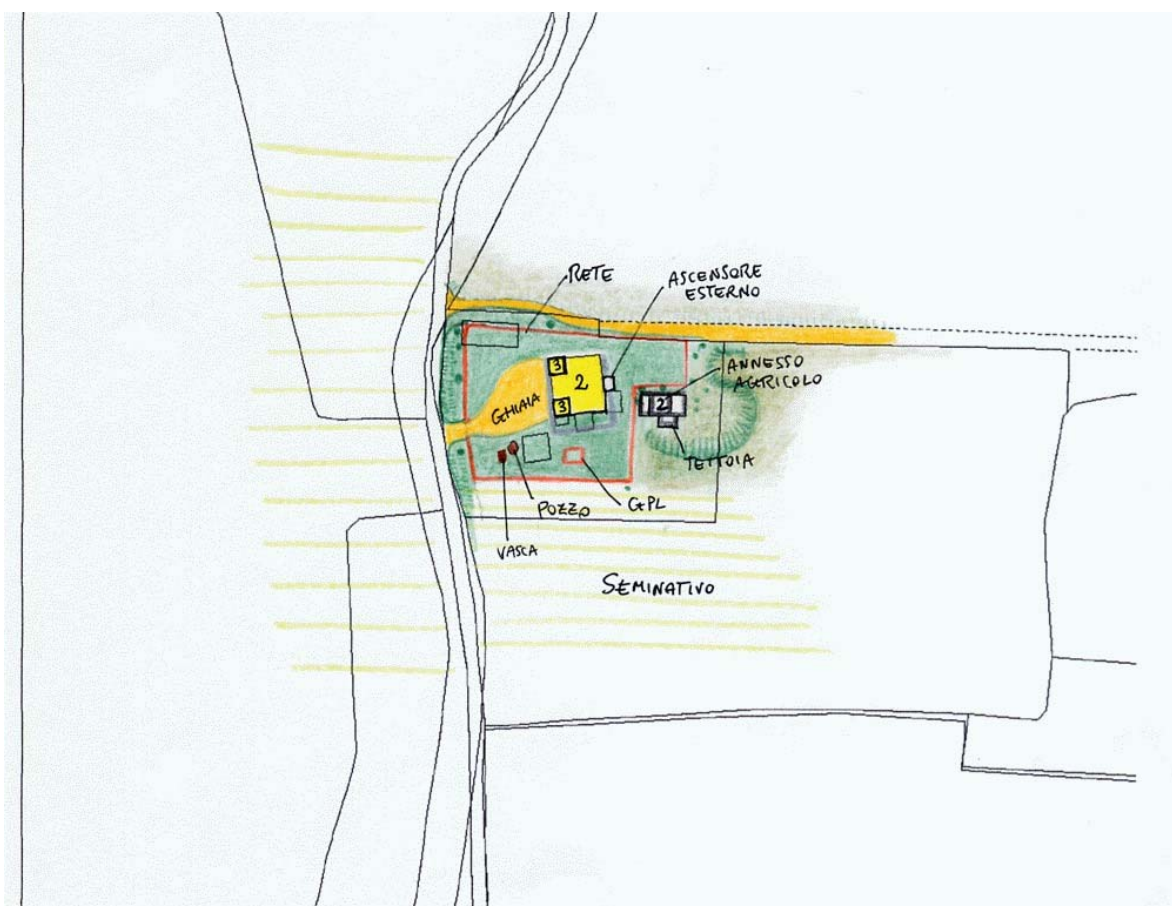 RETE
ASCENSORE
ESTERNO
3
2
ANNESSO
AGRICOLO
3
2
GHIAIA
TETTOIA
POZZO
GPL
VASCA
SEMINATIVO